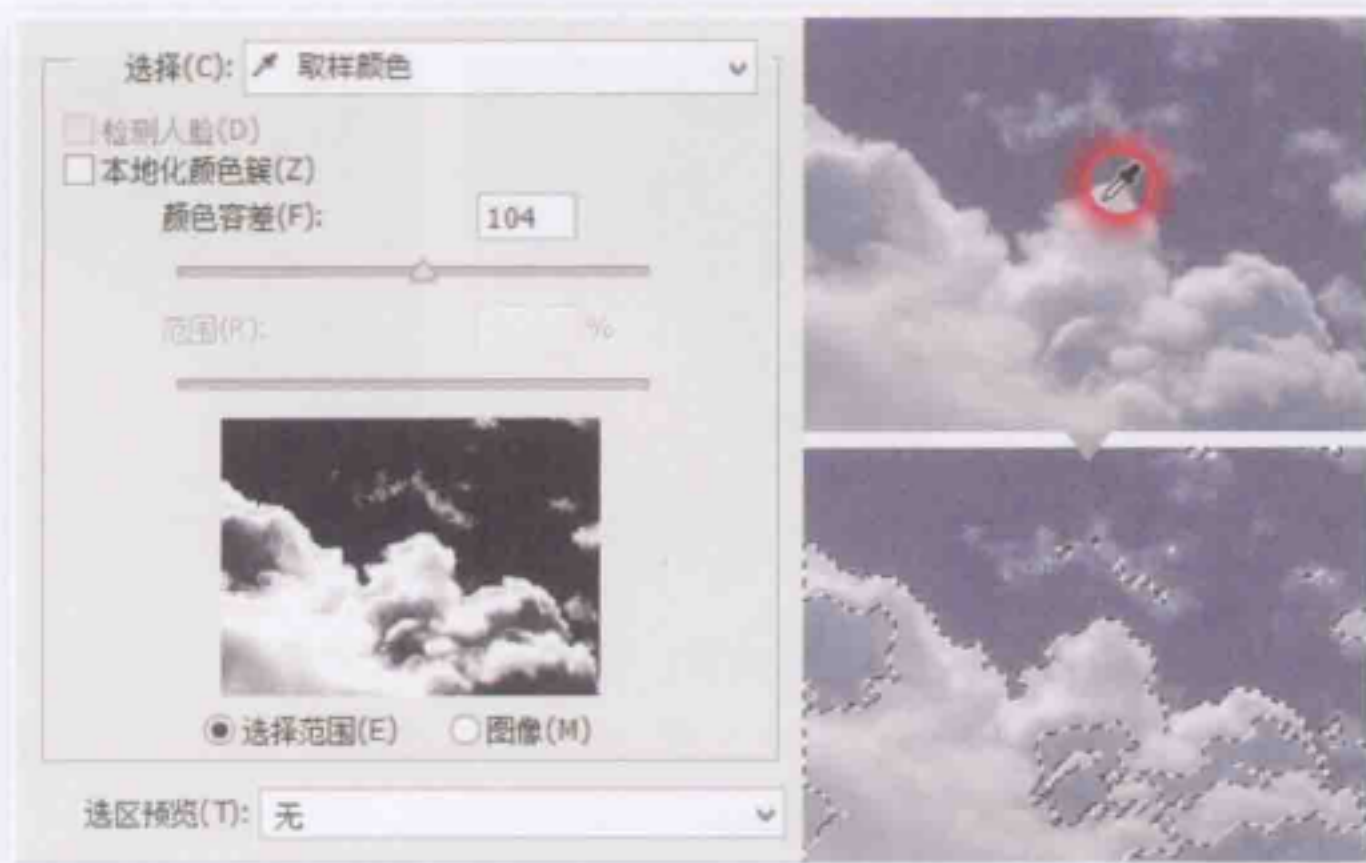 选择(C): 取样颜色
检测人脸(D)
本地化颜色簇(Z)
颜色容差(F): 104
范围(R): %
选择范围(E) 图像(M)
选区预览(T): 无